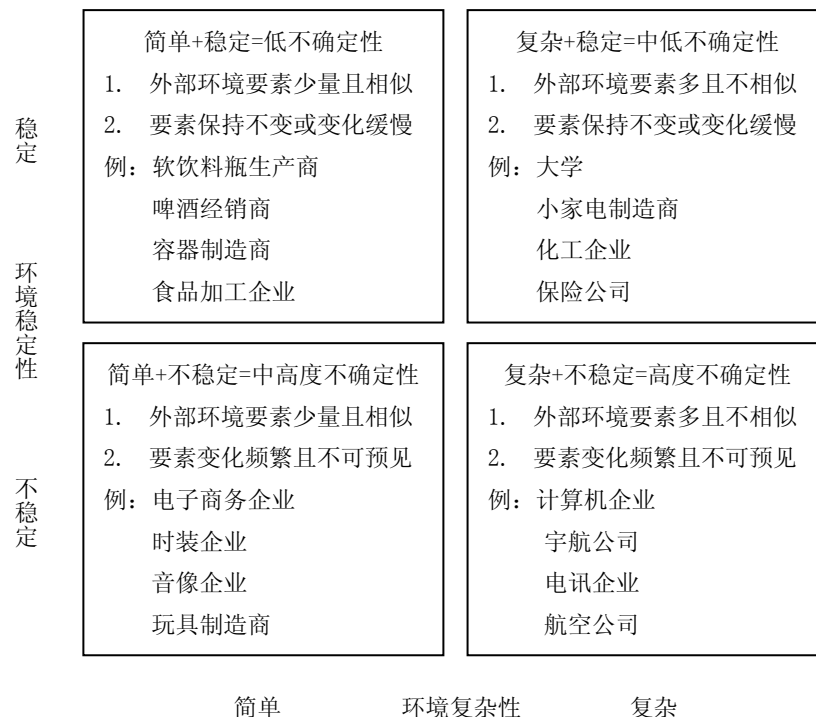 简单+稳定=低不确定性
1. 外部环境要素少量且相似
2. 要素保持不变或变化缓慢
例：软饮料瓶生产商
啤酒经销商
容器制造商
食品加工企业
复杂+稳定=中低不确定性
1. 外部环境要素多且不相似
2. 要素保持不变或变化缓慢
例：大学
小家电制造商
化工企业
保险公司
稳定
环境稳定性
不稳定
简单+不稳定=中高度不确定性
1. 外部环境要素少量且相似
2. 要素变化频繁且不可预见
例：电子商务企业
时装企业
音像企业
玩具制造商
复杂+不稳定=高度不确定性
1. 外部环境要素多且不相似
2. 要素变化频繁且不可预见
例：计算机企业
宇航公司
电讯企业
航空公司
简单 环境复杂性 复杂